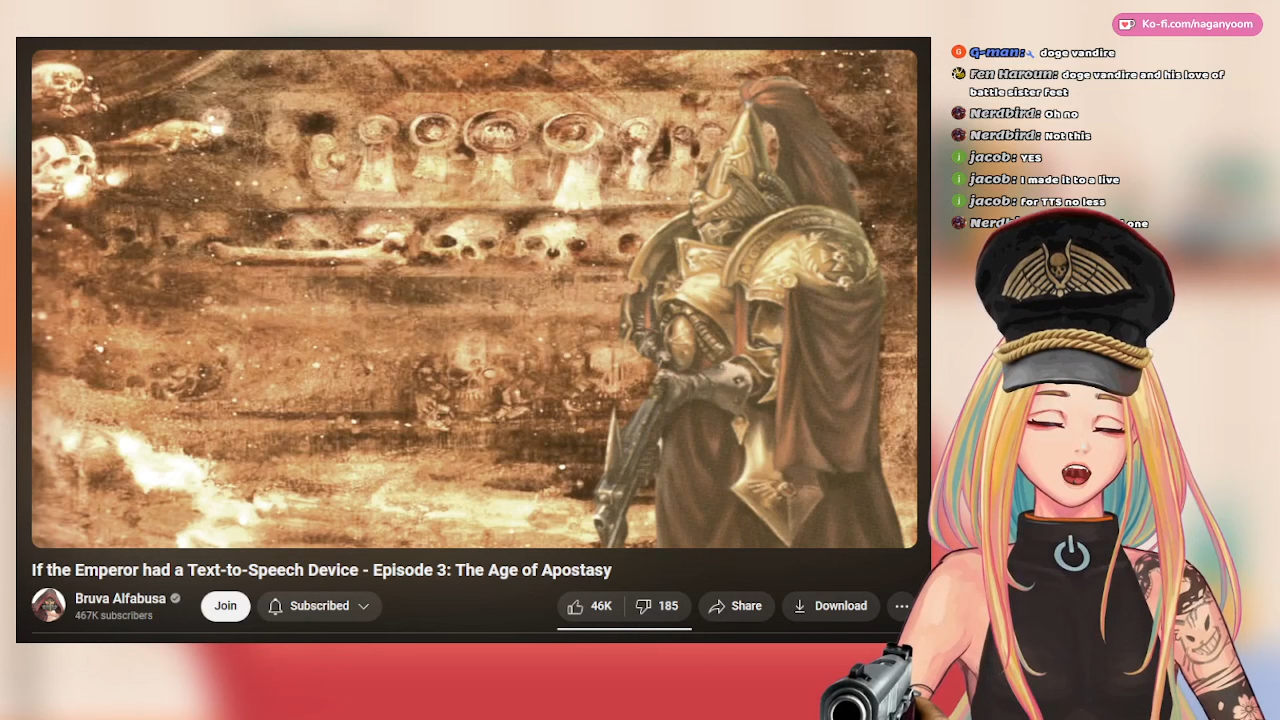 Ko-fi.com/naganyoom
G-man: doge vandire
Fen Haroun: doge vandire and his love of
battle sister feet
Nerdbird: Oh no
Nerdbird: Not this
jacob: YES
jacob: I made it to a live
jacob: for TTS no less
one
If the Emperor had a Text-to-Speech Device - Episode 3: The Age of Apostasy
Bruva Alfabusa
467K subscribers
Join
Subscribed
46K
185
Share
Download